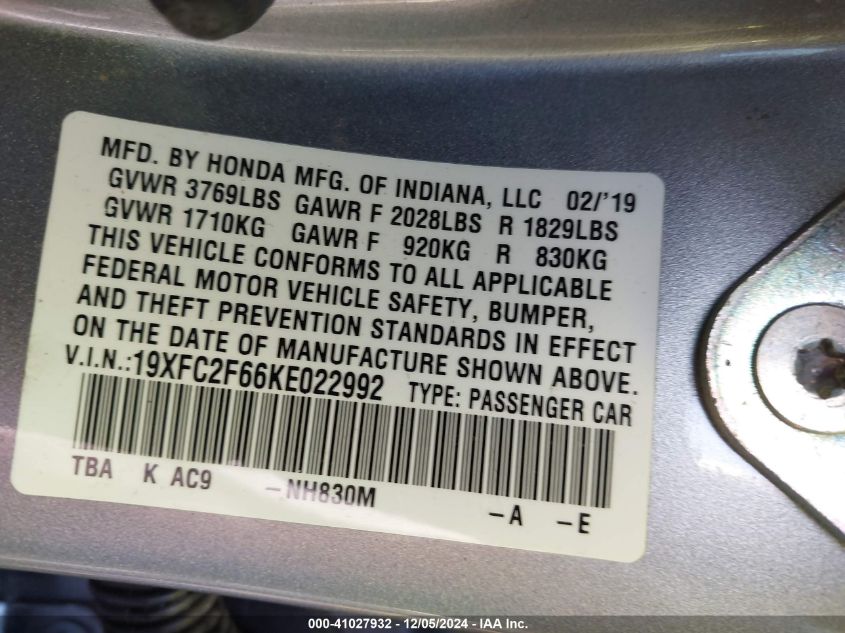 MFD. BY HONDA MFG. OF INDIANA, LLC 02/'19
GVWR 3769LBS GAWR F 2028LBS R 1829LBS
GVWR 1710KG GAWR F 920KG R 830KG
THIS VEHICLE CONFORMS TO ALL APPLICABLE
FEDERAL MOTOR VEHICLE SAFETY, BUMPER,
AND THEFT PREVENTION STANDARDS IN EFFECT
ON THE DATE OF MANUFACTURE SHOWN ABOVE.
V.I.N.:19XFC2F66KE022992 TYPE: PASSENGER CAR
TBA K AC9 -NH830M -A -E
000-41027932 - 12/05/2024 - IAA Inc.